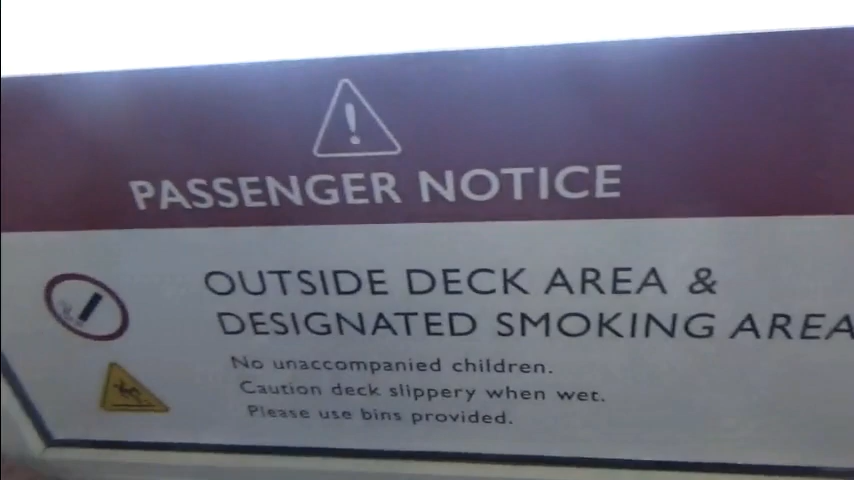 PASSENGER NOTICE
OUTSIDE DECK AREA &
DESIGNATED SMOKING AREA
No unaccompanied children.
Caution deck slippery when wet.
Please use bins provided.